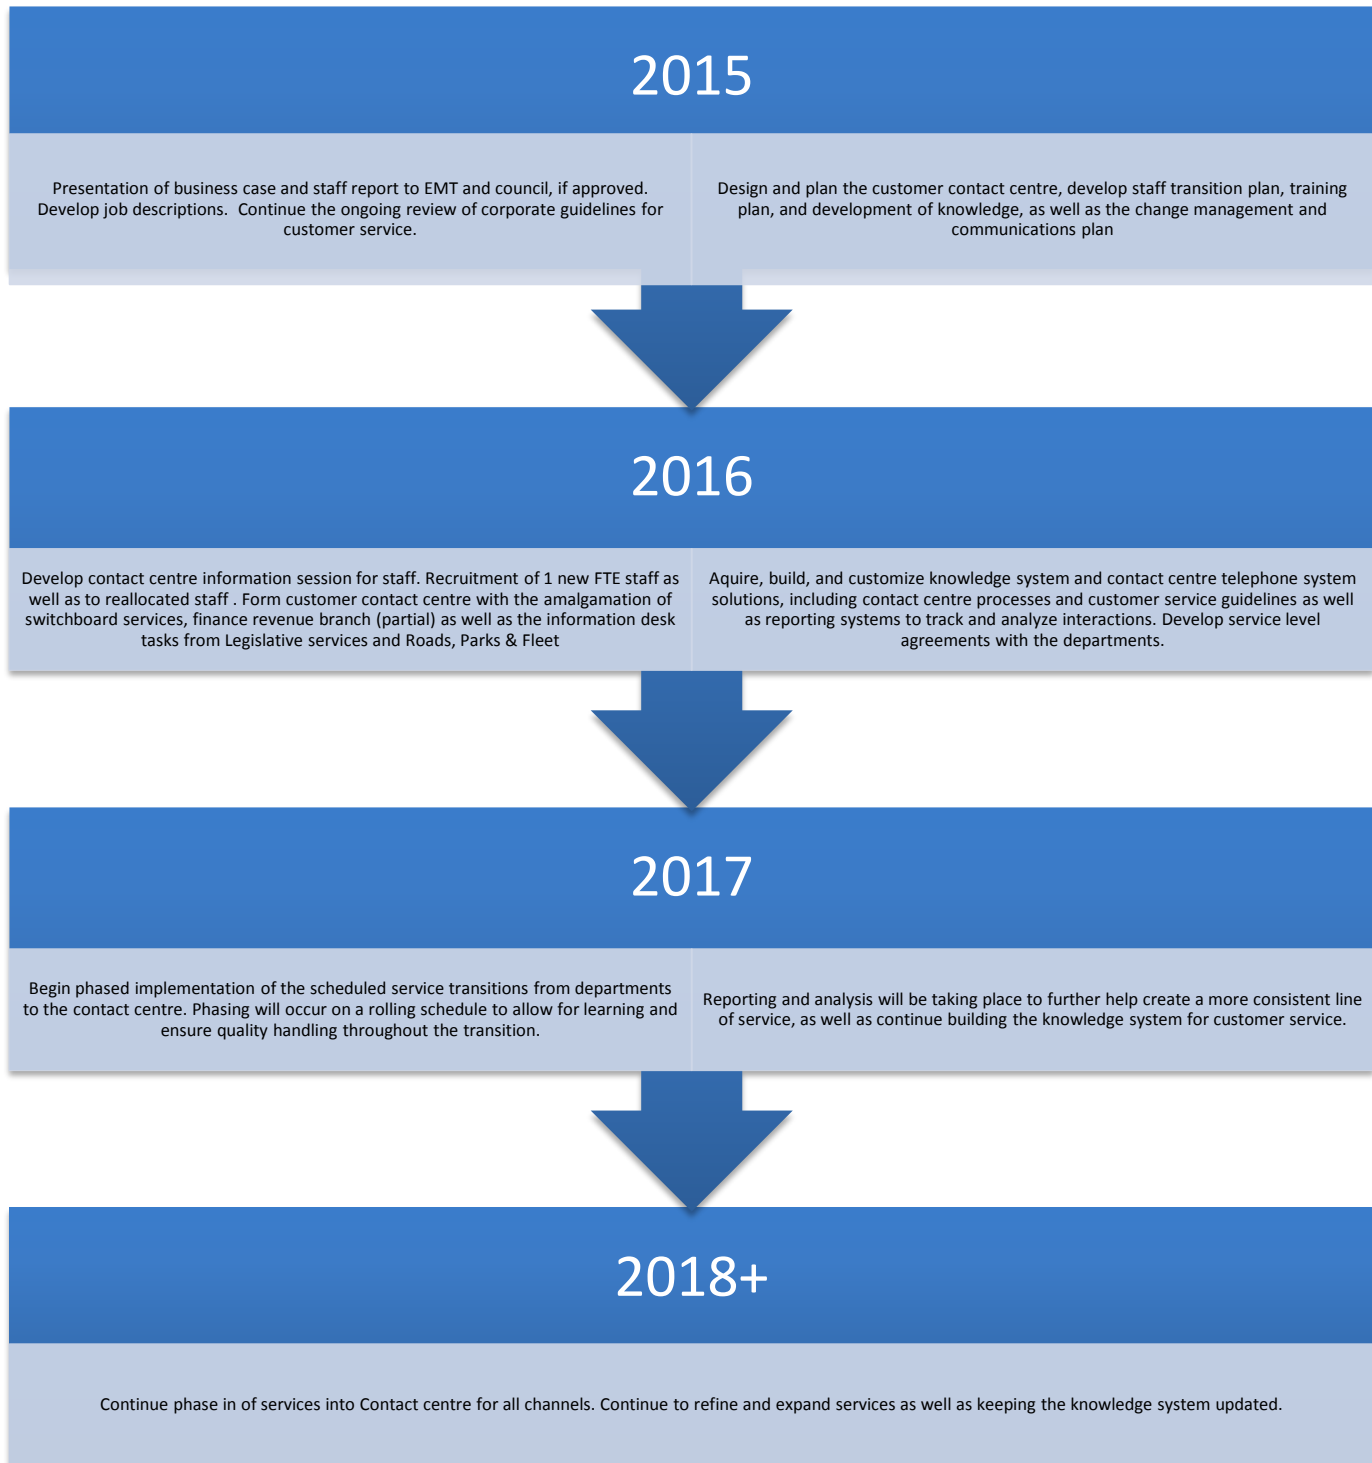 2015
Presentation of business case and staff report to EMT and council, if approved.
Develop job descriptions.  Continue the ongoing review of corporate guidelines for
customer service.
Design and plan the customer contact centre, develop staff transition plan, training
plan, and development of knowledge, as well as the change management and
communications plan
2016
Develop contact centre information session for staff. Recruitment of 1 new FTE staff as
well as to reallocated staff . Form customer contact centre with the amalgamation of
switchboard services, finance revenue branch (partial) as well as the information desk
tasks from Legislative services and Roads, Parks & Fleet
Aquire, build, and customize knowledge system and contact centre telephone system
solutions, including contact centre processes and customer service guidelines as well
as reporting systems to track and analyze interactions. Develop service level
agreements with the departments.
2017
Begin phased implementation of the scheduled service transitions from departments
to the contact centre. Phasing will occur on a rolling schedule to allow for learning and
ensure quality handling throughout the transition.
Reporting and analysis will be taking place to further help create a more consistent line
of service, as well as continue building the knowledge system for customer service.
2018+
Continue phase in of services into Contact centre for all channels. Continue to refine and expand services as well as keeping the knowledge system updated.